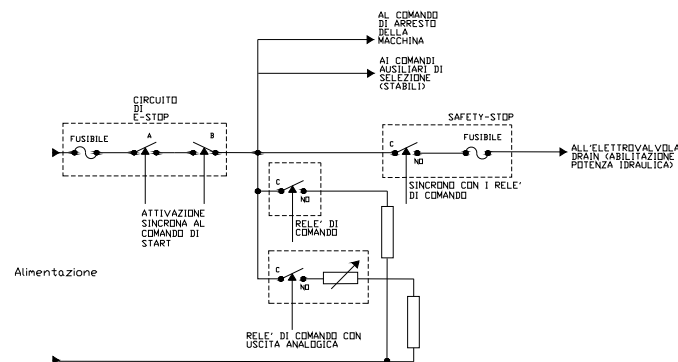 AL COMANDO
DI ARRESTO
DELLA
MACCHINA
AI COMANDI
AUSILIARI DI
SELEZIONE
(STABILI)
CIRCUITO
DI
E-STOP
SAFETY-STOP
FUSIBILE
A
B
C
NO
FUSIBILE
ALL'ELETTROVALVOLA
DRAIN (ABILITAZIONE
POTENZA IDRAULICA)
SINCRONO CON I RELE'
DI COMANDO
C
NO
ATTIVAZIONE
SINCRONA AL
COMANDO DI
START
RELE' DI
COMANDO
Alimentazione
C
NO
RELE' DI COMANDO CON
USCITA ANALOGICA